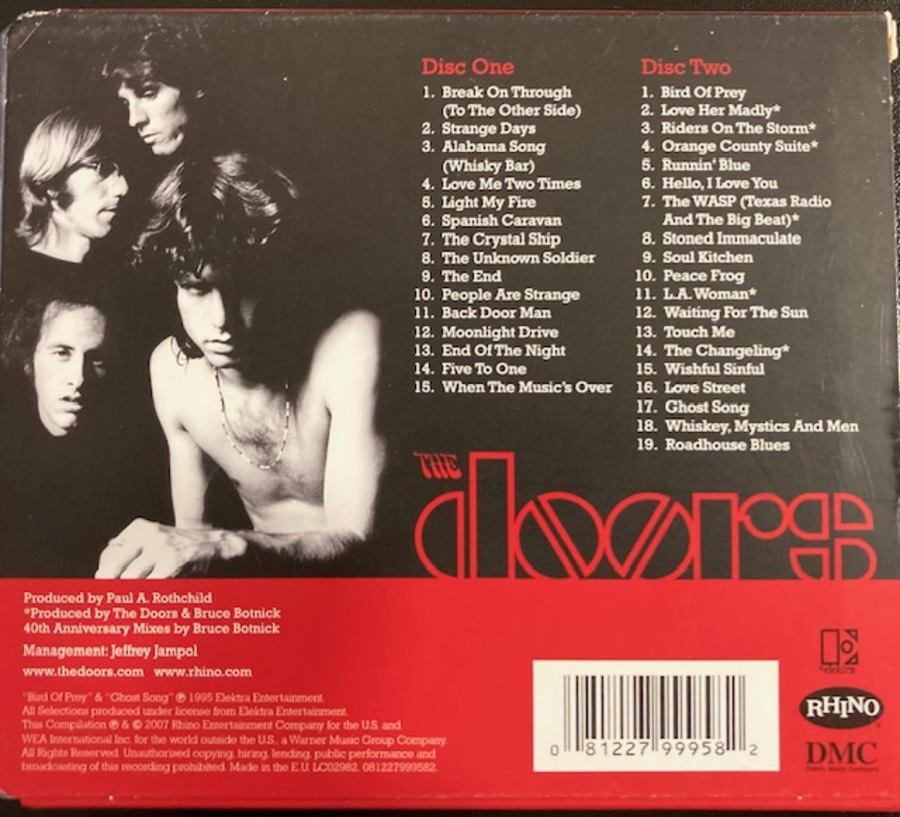 Disc One
1. Break On Through
(To The Other Side)
2. Strange Days
3. Alabama Song
(Whisky Bar)
4. Love Me Two Times
5. Light My Fire
6. Spanish Caravan
7. The Crystal Ship
8. The Unknown Soldier
9. The End
10. People Are Strange
11. Back Door Man
12. Moonlight Drive
13. End Of The Night
14. Five To One
15. When The Music's Over
Disc Two
1. Bird Of Prey
2. Love Her Madly*
3. Riders On The Storm*
4. Orange County Suite*
5. Runnin' Blue
6. Hello, I Love You
7. The WASP (Texas Radio
And The Big Beat)*
8. Stoned Immaculate
9. Soul Kitchen
10. Peace Frog
11. L.A. Woman*
12. Waiting For The Sun
13. Touch Me
14. The Changeling*
15. Wishful Sinful
16. Love Street
17. Ghost Song
18. Whiskey, Mystics And Men
19. Roadhouse Blues
THE
doors
Produced by Paul A. Rothchild
*Produced by The Doors & Bruce Botnick
40th Anniversary Mixes by Bruce Botnick
Management: Jeffrey Jampol
www.thedoors.com www.rhino.com
"Bird Of Prey" & "Ghost Song" ℗ 1995 Elektra Entertainment.
All Selections produced under license from Elektra Entertainment.
This Compilation ℗ & © 2007 Rhino Entertainment Company for the U.S. and
WEA International Inc. for the world outside the U.S., a Warner Music Group Company.
All Rights Reserved. Unauthorised copying, hiring, lending, public performance and
broadcasting of this recording prohibited. Made in the E.U. LC02982. 081227999582.
0 81227 99958 2
RHINO
DMC